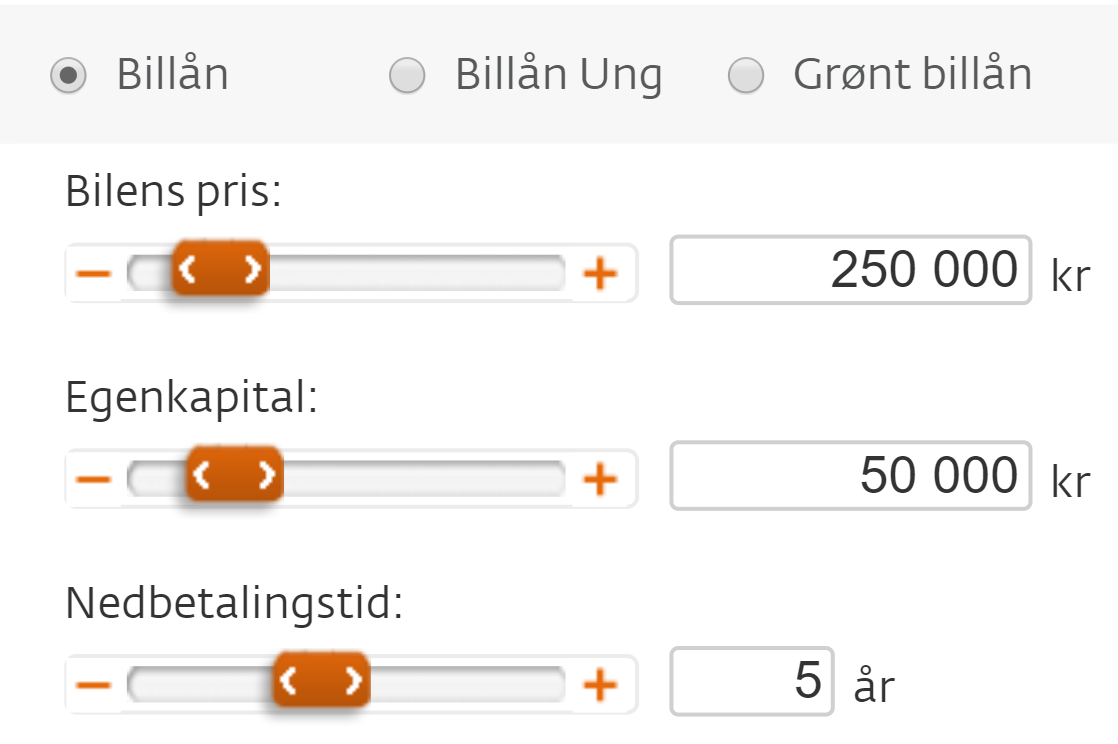 Billån Billån Ung Grønt billån
Bilens pris:
250 000 kr
Egenkapital:
50 000 kr
Nedbetalingstid:
5 år